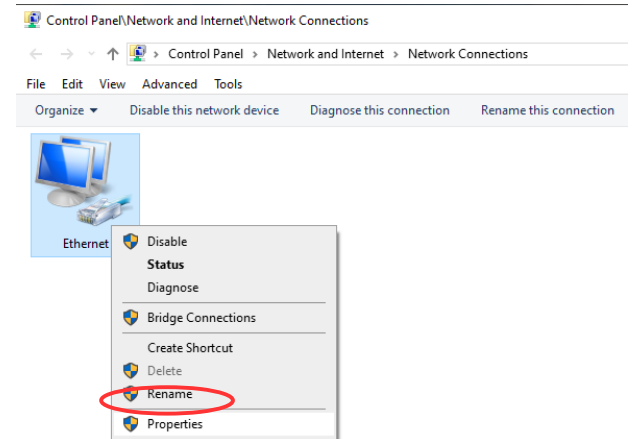 Control Panel\Network and Internet\Network Connections
Control Panel > Network and Internet > Network Connections
File Edit View Advanced Tools
Organize Disable this network device Diagnose this connection Rename this connection
Ethernet
Disable
Status
Diagnose
Bridge Connections
Create Shortcut
Delete
Rename
Properties